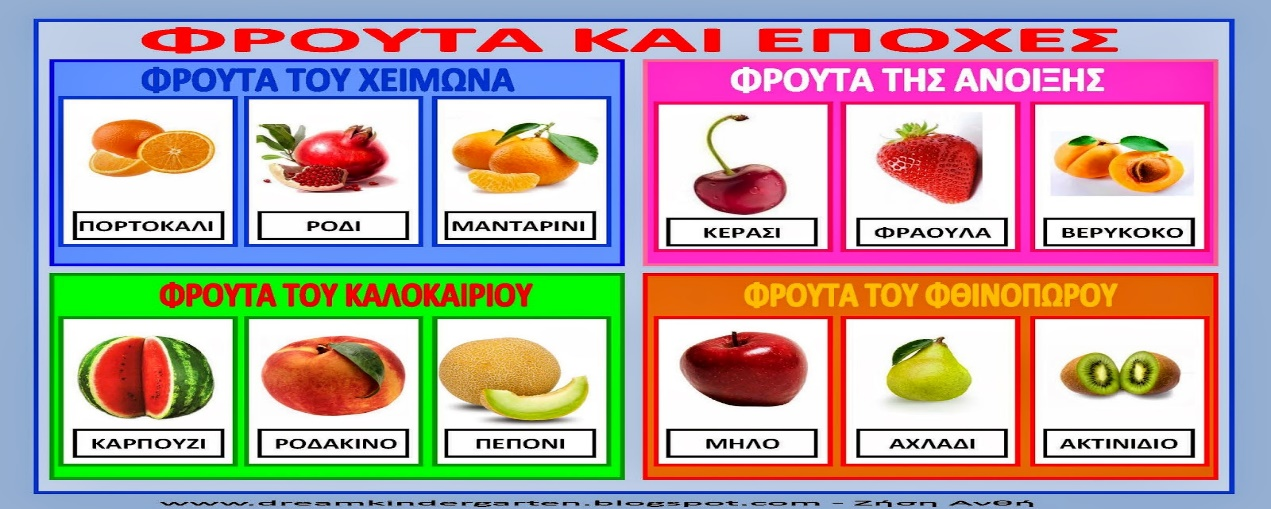 ΦΡΟΥΤΑ ΚΑΙ ΕΠΟΧΕΣ
ΦΡΟΥΤΑ ΤΟΥ ΧΕΙΜΩΝΑ
ΠΟΡΤΟΚΑΛΙ
ΡΟΔΙ
ΜΑΝΤΑΡΙΝΙ
ΦΡΟΥΤΑ ΤΗΣ ΑΝΟΙΞΗΣ
ΚΕΡΑΣΙ
ΦΡΑΟΥΛΑ
ΒΕΡΥΚΟΚΟ
ΦΡΟΥΤΑ ΤΟΥ ΚΑΛΟΚΑΙΡΙΟΥ
ΚΑΡΠΟΥΖΙ
ΡΟΔΑΚΙΝΟ
ΠΕΠΟΝΙ
ΦΡΟΥΤΑ ΤΟΥ ΦΘΙΝΟΠΩΡΟΥ
ΜΗΛΟ
ΑΧΛΑΔΙ
ΑΚΤΙΝΙΔΙΟ
www.dreamkindergarten.blogspot.com - Ζήση Ανθή